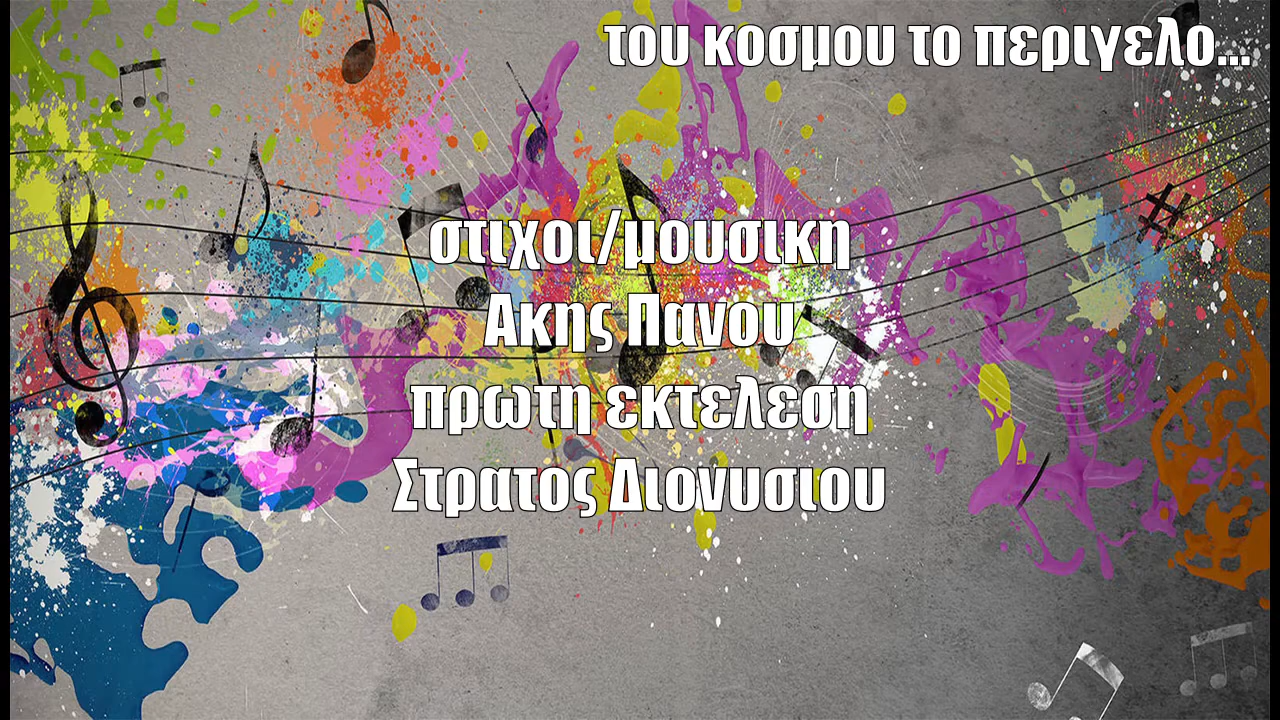 του κοσμου το περιγελο...
στιχοι/μουσικη
Ακης Πανου
πρωτη εκτελεση
Στρατος Διονυσιου